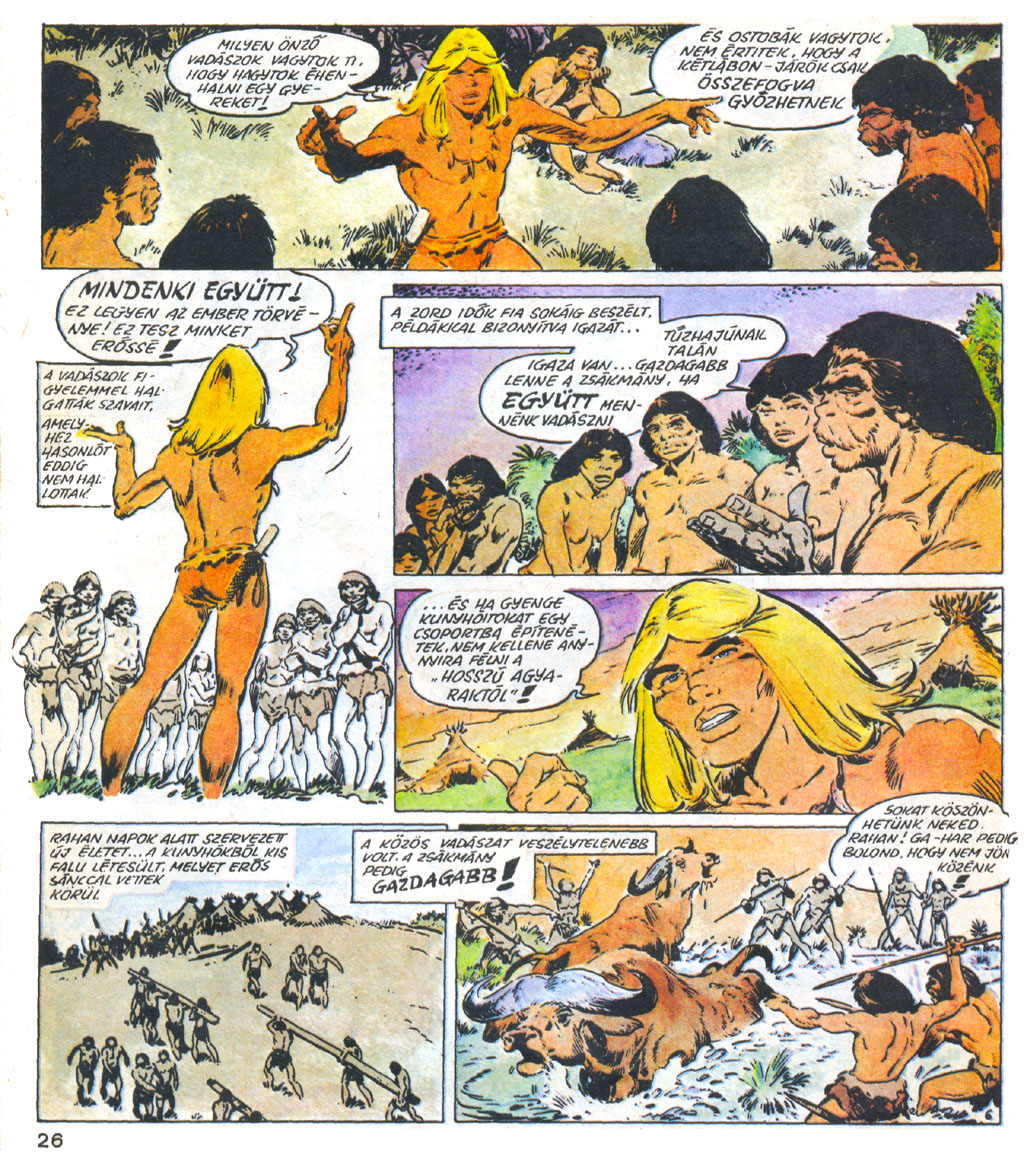 MILYEN ÖNZŐ
VADÁSZOK VAGYTOK TI,
HOGY HAGYTOK ÉHEN-
HALNI EGY GYE-
REKET!
ÉS OSTOBÁK VAGYTOK,
NEM ÉRTITEK, HOGY A
KÉTLÁBON-JÁRÓK CSAK
ÖSSZEFOGVA
GYŐZHETNEK
MINDENKI EGYÜTT!
EZ LEGYEN AZ EMBER TÖRVÉ-
NYE! EZ TESZ MINKET
ERŐSSÉ!
A VADÁSZOK FI-
GYELEMMEL HAL-
GATTÁK SZAVAIT,
AMELY-
HEZ
HASONLÓT
EDDIG
NEM HAL-
LOTTAK.
A ZORD IDŐK FIA SOKÁIG BESZÉLT,
PÉLDÁKKAL BIZONYÍTVA IGAZÁT...
TŰZHAJÚNAK
TALÁN
IGAZA VAN...GAZDAGABB
LENNE A ZSÁKMÁNY, HA
EGYÜTT MEN-
NÉNK VADÁSZNI
...ÉS HA GYENGE
KUNYHÓITOKAT EGY
CSOPORTBA ÉPÍTENÉ-
TEK, NEM KELLENE ANY-
NYIRA FÉLNI A
„HOSSZÚ AGYA-
RAIKTÓL"!
RAHAN NAPOK ALATT SZERVEZETT
ÚJ ÉLETET...A KUNYHÓKBÓL KIS
FALU LÉTESÜLT, MELYET ERŐS
SÁNCCAL VETTEK
KÖRÜL
A KÖZÖS VADÁSZAT VESZÉLYTELENEBB
VOLT, A ZSÁKMÁNY
PEDIG
GAZDAGABB!
SOKAT KÖSZÖN-
HETÜNK NEKED,
RAHAN! GA-HAR PEDIG
BOLOND, HOGY NEM JÖN
KÖZÉNK.
6
26